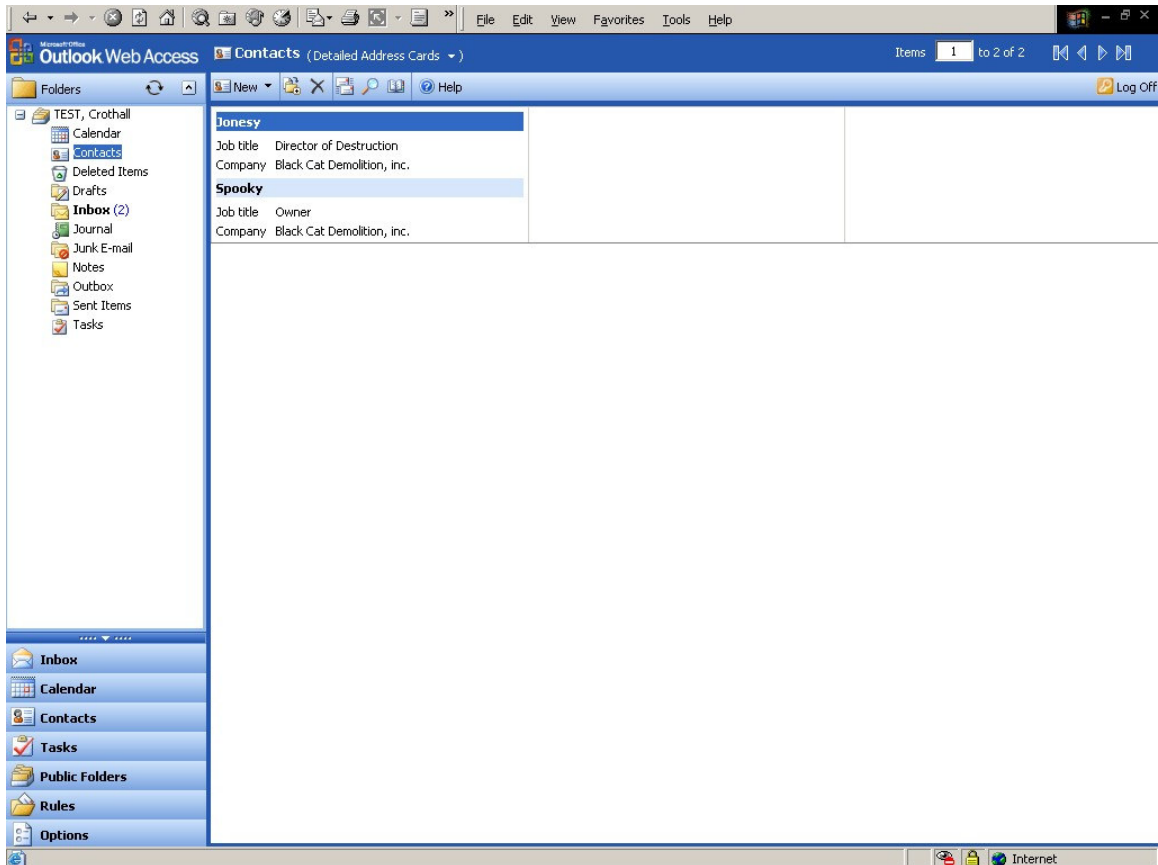 File Edit View Favorites Tools Help
Microsoft Office
Outlook Web Access
Contacts (Detailed Address Cards)
Items 1 to 2 of 2
Folders
New
Help
Log Off
TEST, Crothall
Calendar
Contacts
Deleted Items
Drafts
Inbox (2)
Journal
Junk E-mail
Notes
Outbox
Sent Items
Tasks
Jonesy
Job title Director of Destruction
Company Black Cat Demolition, inc.
Spooky
Job title Owner
Company Black Cat Demolition, inc.
Inbox
Calendar
Contacts
Tasks
Public Folders
Rules
Options
Internet